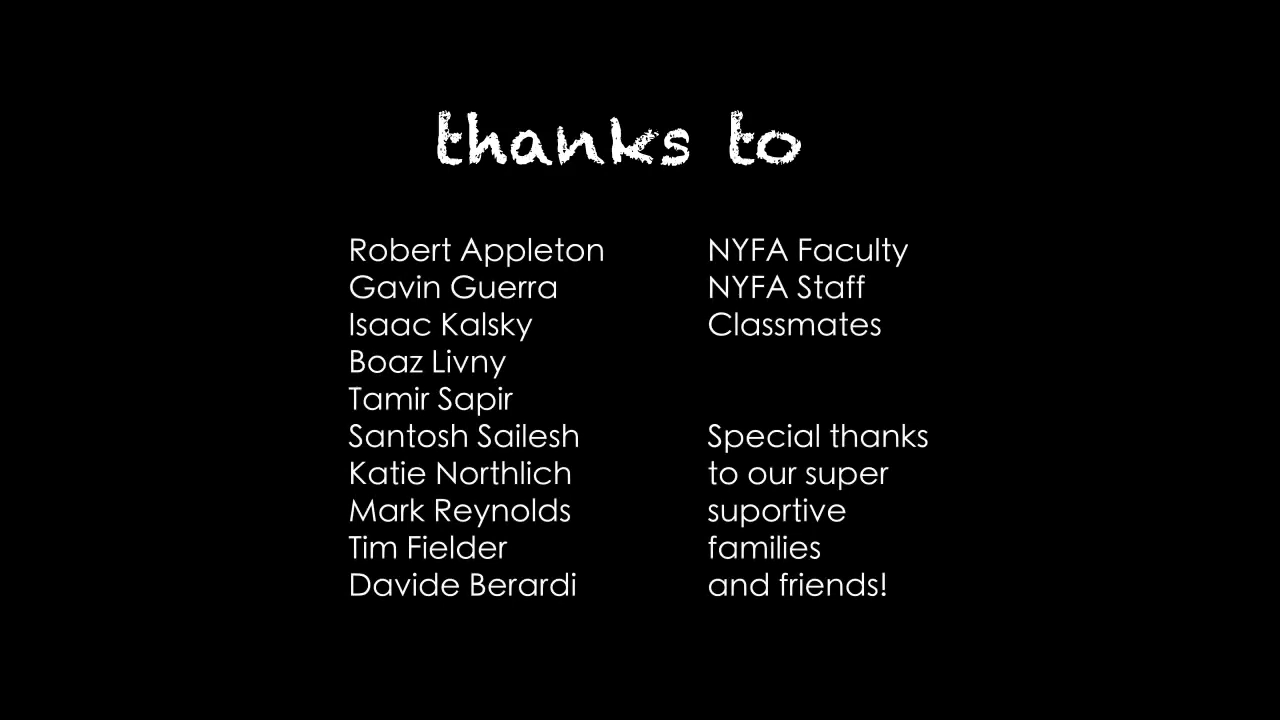 thanks to
Robert Appleton
Gavin Guerra
Isaac Kalsky
Boaz Livny
Tamir Sapir
Santosh Sailesh
Katie Northlich
Mark Reynolds
Tim Fielder
Davide Berardi
NYFA Faculty
NYFA Staff
Classmates
Special thanks
to our super
suportive
families
and friends!